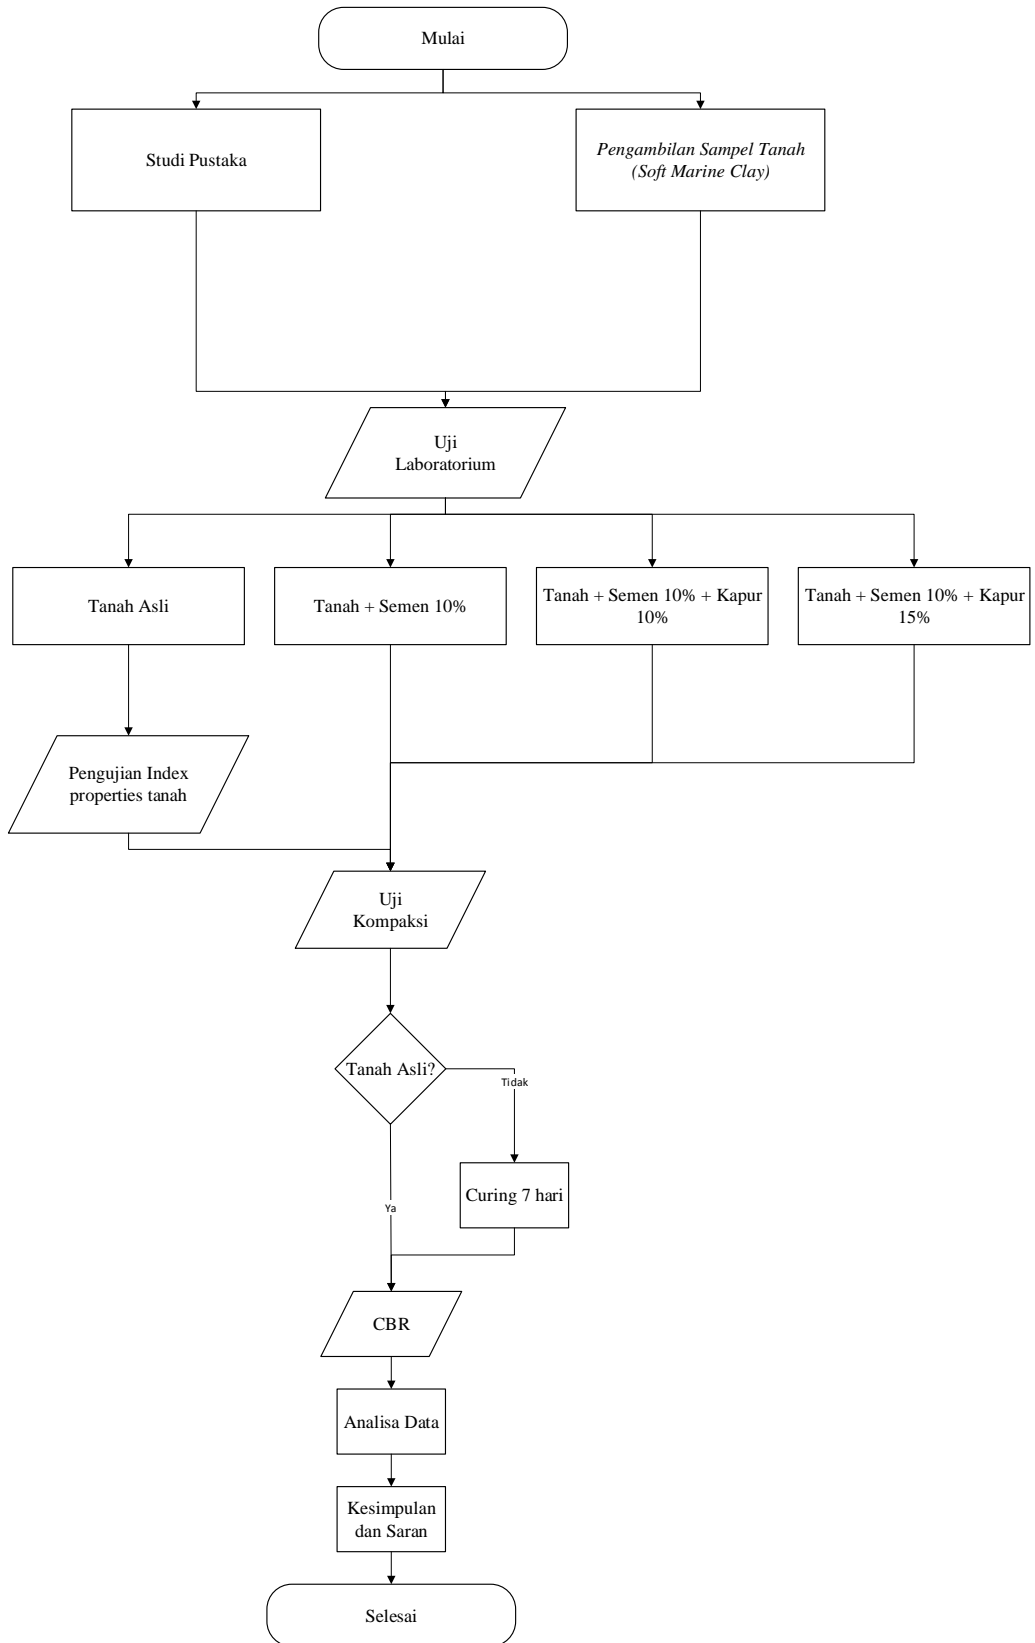 Mulai
Studi Pustaka
Pengambilan Sampel Tanah
(Soft Marine Clay)
Uji
Laboratorium
Tanah Asli
Tanah + Semen 10%
Tanah + Semen 10% + Kapur
10%
Tanah + Semen 10% + Kapur
15%
Pengujian Index
properties tanah
Uji
Kompaksi
Tanah Asli?
Tidak
Curing 7 hari
Ya
CBR
Analisa Data
Kesimpulan
dan Saran
Selesai